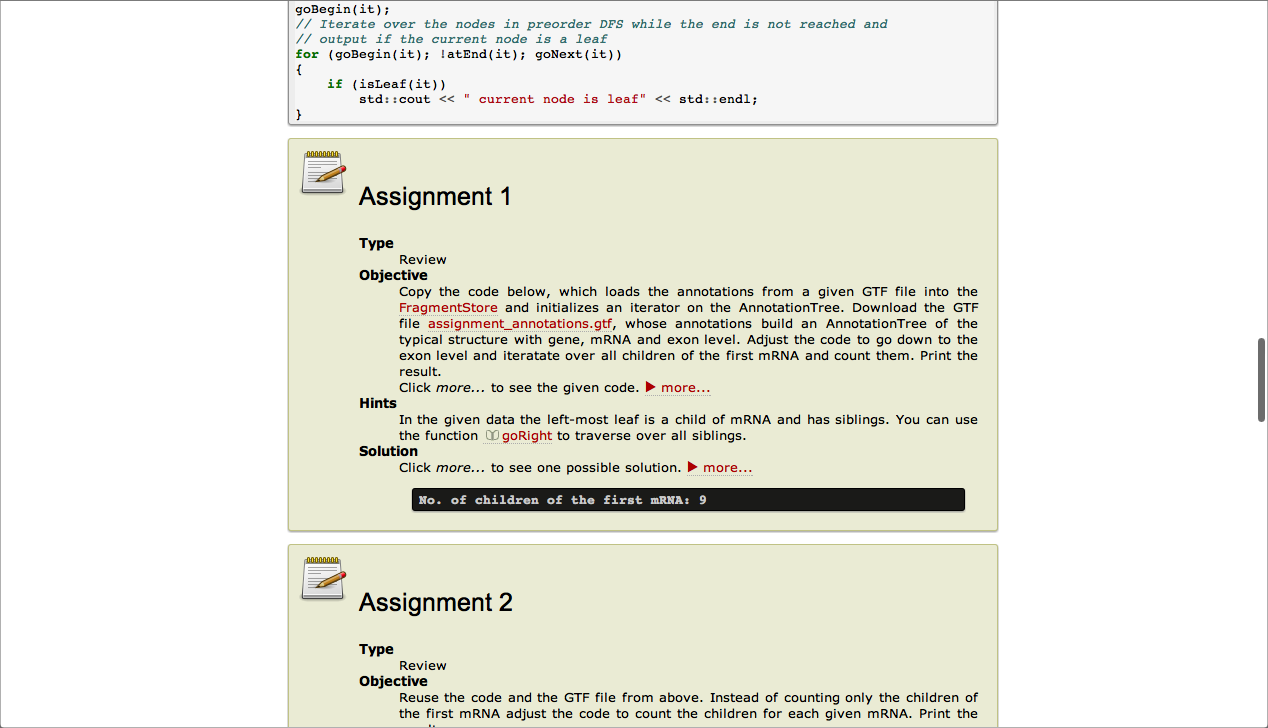 goBegin(it);
// Iterate over the nodes in preorder DFS while the end is not reached and
// output if the current node is a leaf
for (goBegin(it); !atEnd(it); goNext(it))
{
    if (isLeaf(it))
        std::cout << " current node is leaf" << std::endl;
}
Assignment 1
Type
Review
Objective
Copy the code below, which loads the annotations from a given GTF file into the
FragmentStore and initializes an iterator on the AnnotationTree. Download the GTF
file assignment_annotations.gtf, whose annotations build an AnnotationTree of the
typical structure with gene, mRNA and exon level. Adjust the code to go down to the
exon level and iteratate over all children of the first mRNA and count them. Print the
result.
Click more... to see the given code. ▶ more...
Hints
In the given data the left-most leaf is a child of mRNA and has siblings. You can use
the function goRight to traverse over all siblings.
Solution
Click more... to see one possible solution. ▶ more...
No. of children of the first mRNA: 9
Assignment 2
Type
Review
Objective
Reuse the code and the GTF file from above. Instead of counting only the children of
the first mRNA adjust the code to count the children for each given mRNA. Print the